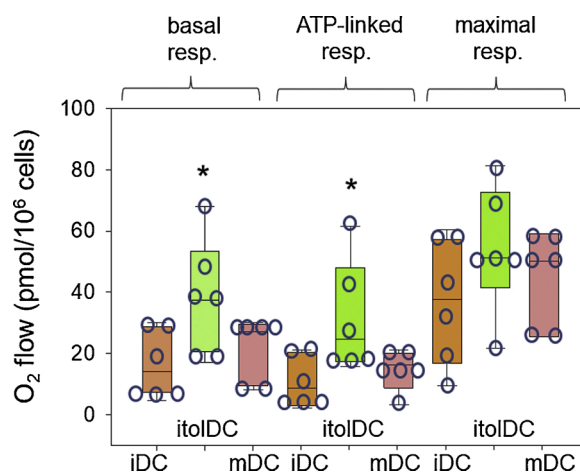 basal ATP-linked maximal
resp. resp. resp.
100
80
60
40
20
0
O₂ flow (pmol/10⁶ cells)
* *
itolDC itolDC itolDC
iDC mDC iDC mDC iDC mDC